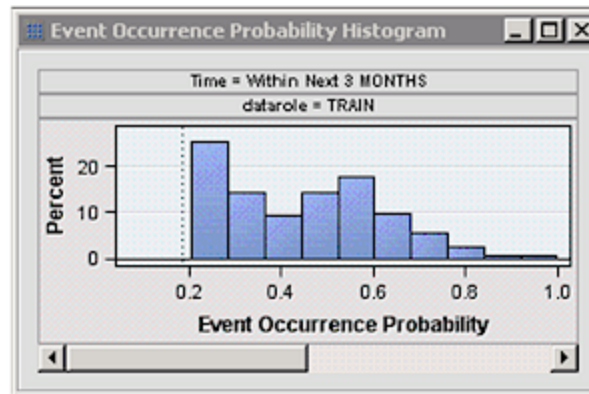 Event Occurrence Probability Histogram
Time = Within Next 3 MONTHS
datarole = TRAIN
Percent
20
10
0
0.2 0.4 0.6 0.8 1.0
Event Occurrence Probability